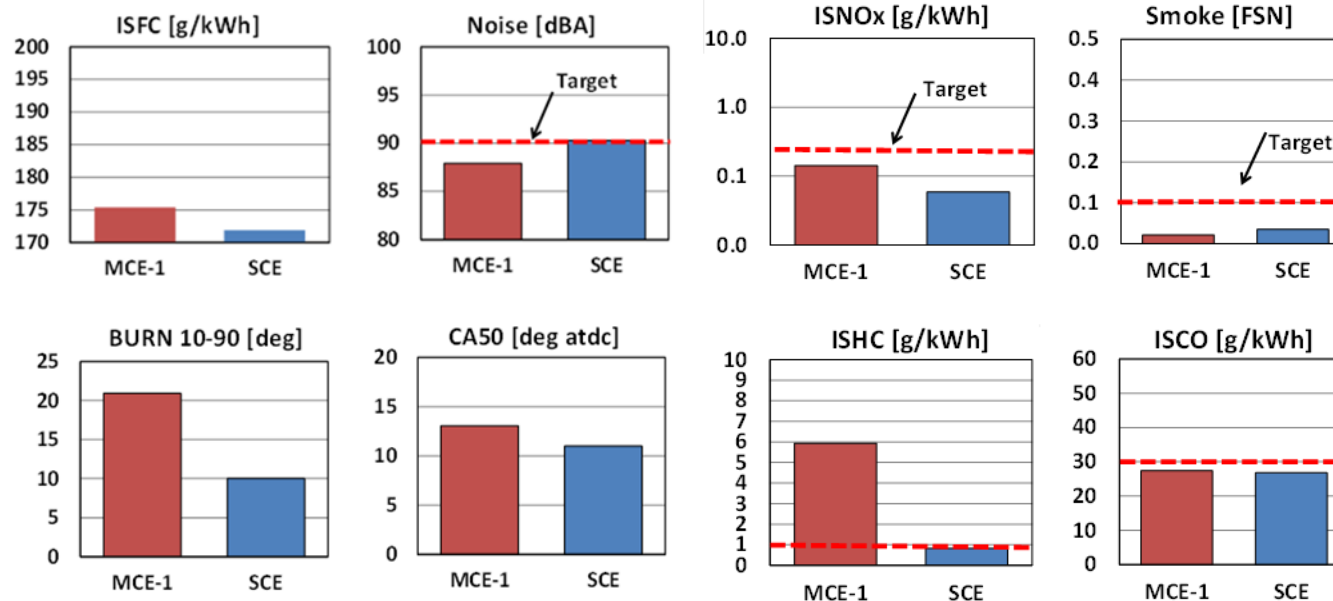 ISFC [g/kWh]
200
195
190
185
180
175
170
MCE-1 SCE
Noise [dBA]
100
95
90
85
80
Target
MCE-1 SCE
ISNOx [g/kWh]
10.0
1.0
0.1
0.0
Target
MCE-1 SCE
Smoke [FSN]
0.5
0.4
0.3
0.2
0.1
0.0
Target
MCE-1 SCE
BURN 10-90 [deg]
25
20
15
10
5
0
MCE-1 SCE
CA50 [deg atdc]
20
15
10
5
0
MCE-1 SCE
ISHC [g/kWh]
10
9
8
7
6
5
4
3
2
1
0
MCE-1 SCE
ISCO [g/kWh]
60
50
40
30
20
10
0
MCE-1 SCE